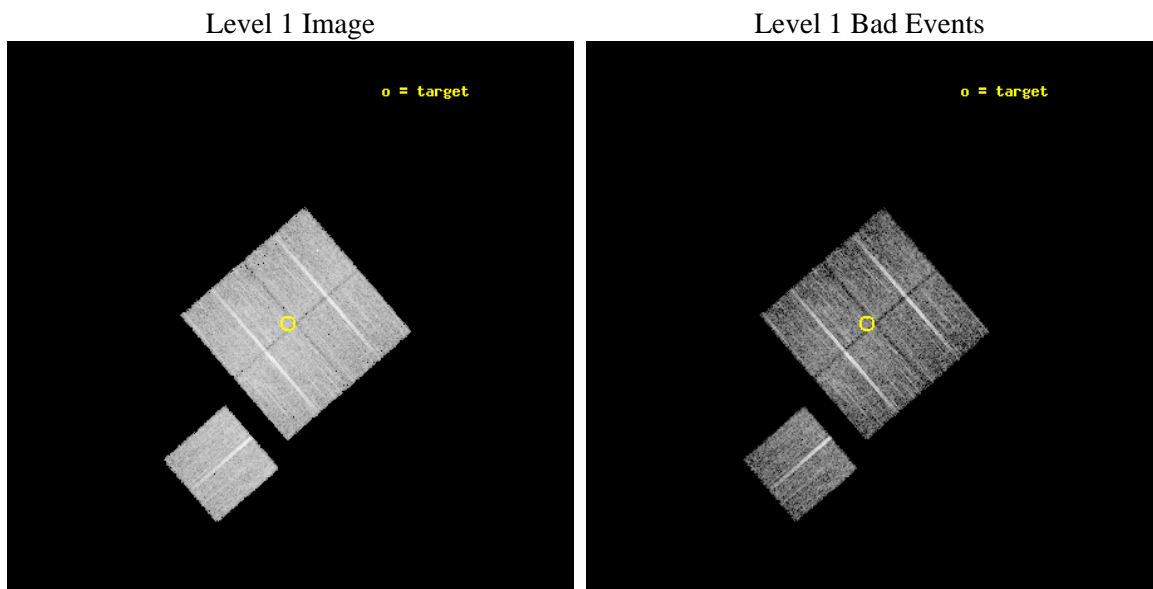 Level 1 Image
Level 1 Bad Events
o = target
o = target